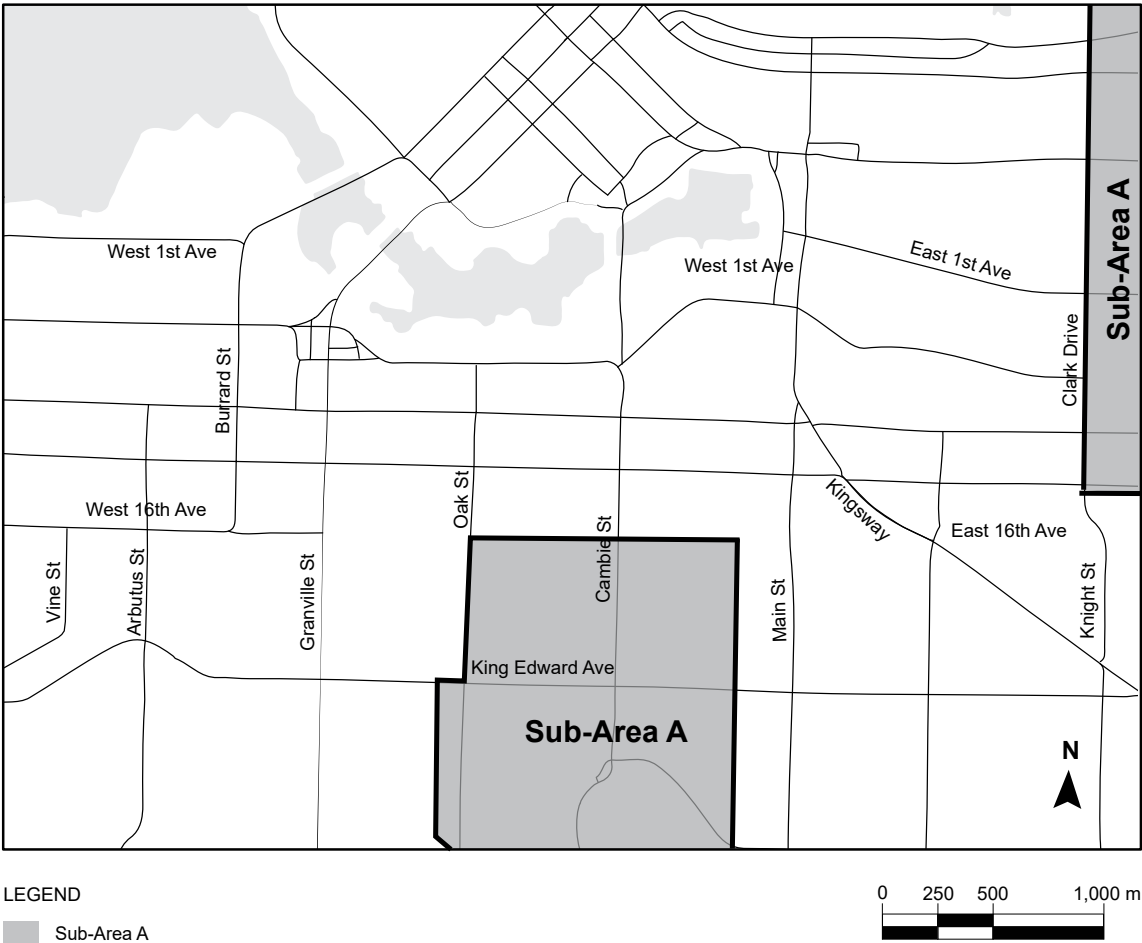 West 1st Ave
East 1st Ave
West 1st Ave
Sub-Area A
Clark Drive
Burrard St
Oak St
Kingsway
West 16th Ave
East 16th Ave
Cambie St
Vine St
Arbutus St
Granville St
Main St
Knight St
King Edward Ave
Sub-Area A
N
LEGEND
Sub-Area A
0 250 500 1,000 m